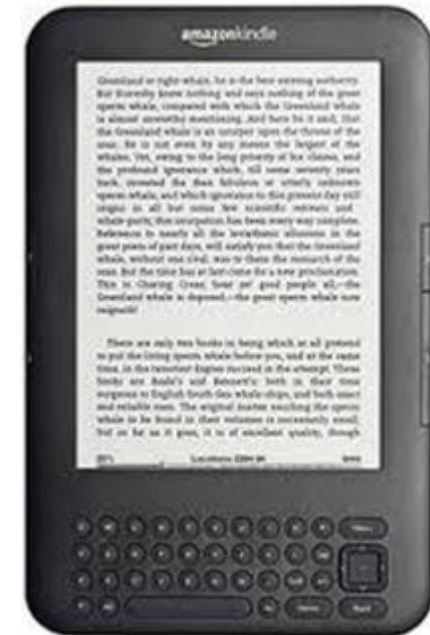 amazonkindle
Greenland or right-whale, he is the best existing authority.
But Scoresby knew nothing and says nothing of the great
sperm whale, compared with which the Greenland whale
is almost unworthy mentioning. And here be it said, that
the Greenland whale is an usurper upon the throne of the
seas. He is not even by any means the largest of the
whales. Yet, owing to the long priority of his claims, and
the profound ignorance which, till some seventy years
back, invested the then fabulous or utterly unknown
sperm-whale, and which ignorance to this present day still
reigns in all but some few scientific retreats and
whale-ports; this usurpation has been every way complete.
Reference to nearly all the leviathanic allusions in the
great poets of past days, will satisfy you that the Greenland
whale, without one rival, was to them the monarch of the
seas. But the time has at last come for a new proclamation.
This is Charing Cross; hear ye! good people all,—the
Greenland whale is deposed,—the great sperm whale now
reigneth!
There are only two books in being which at all pretend
to put the living sperm whale before you, and at the same
time, in the remotest degree succeed in the attempt. Those
books are Beale's and Bennett's; both in their time
surgeons to English South-Sea whale-ships, and both exact
and reliable men. The original matter touching the sperm
whale to be found in their volumes is necessarily small;
but so far as it goes, it is of excellent quality, though
Locations
Menu
Home
Back